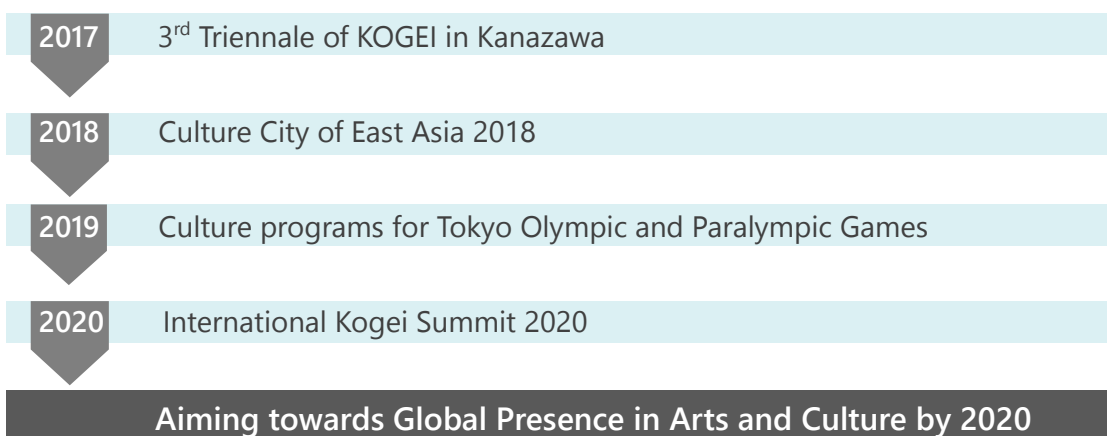 2017 3rd Triennale of KOGEI in Kanazawa
2018 Culture City of East Asia 2018
2019 Culture programs for Tokyo Olympic and Paralympic Games
2020 International Kogei Summit 2020
Aiming towards Global Presence in Arts and Culture by 2020